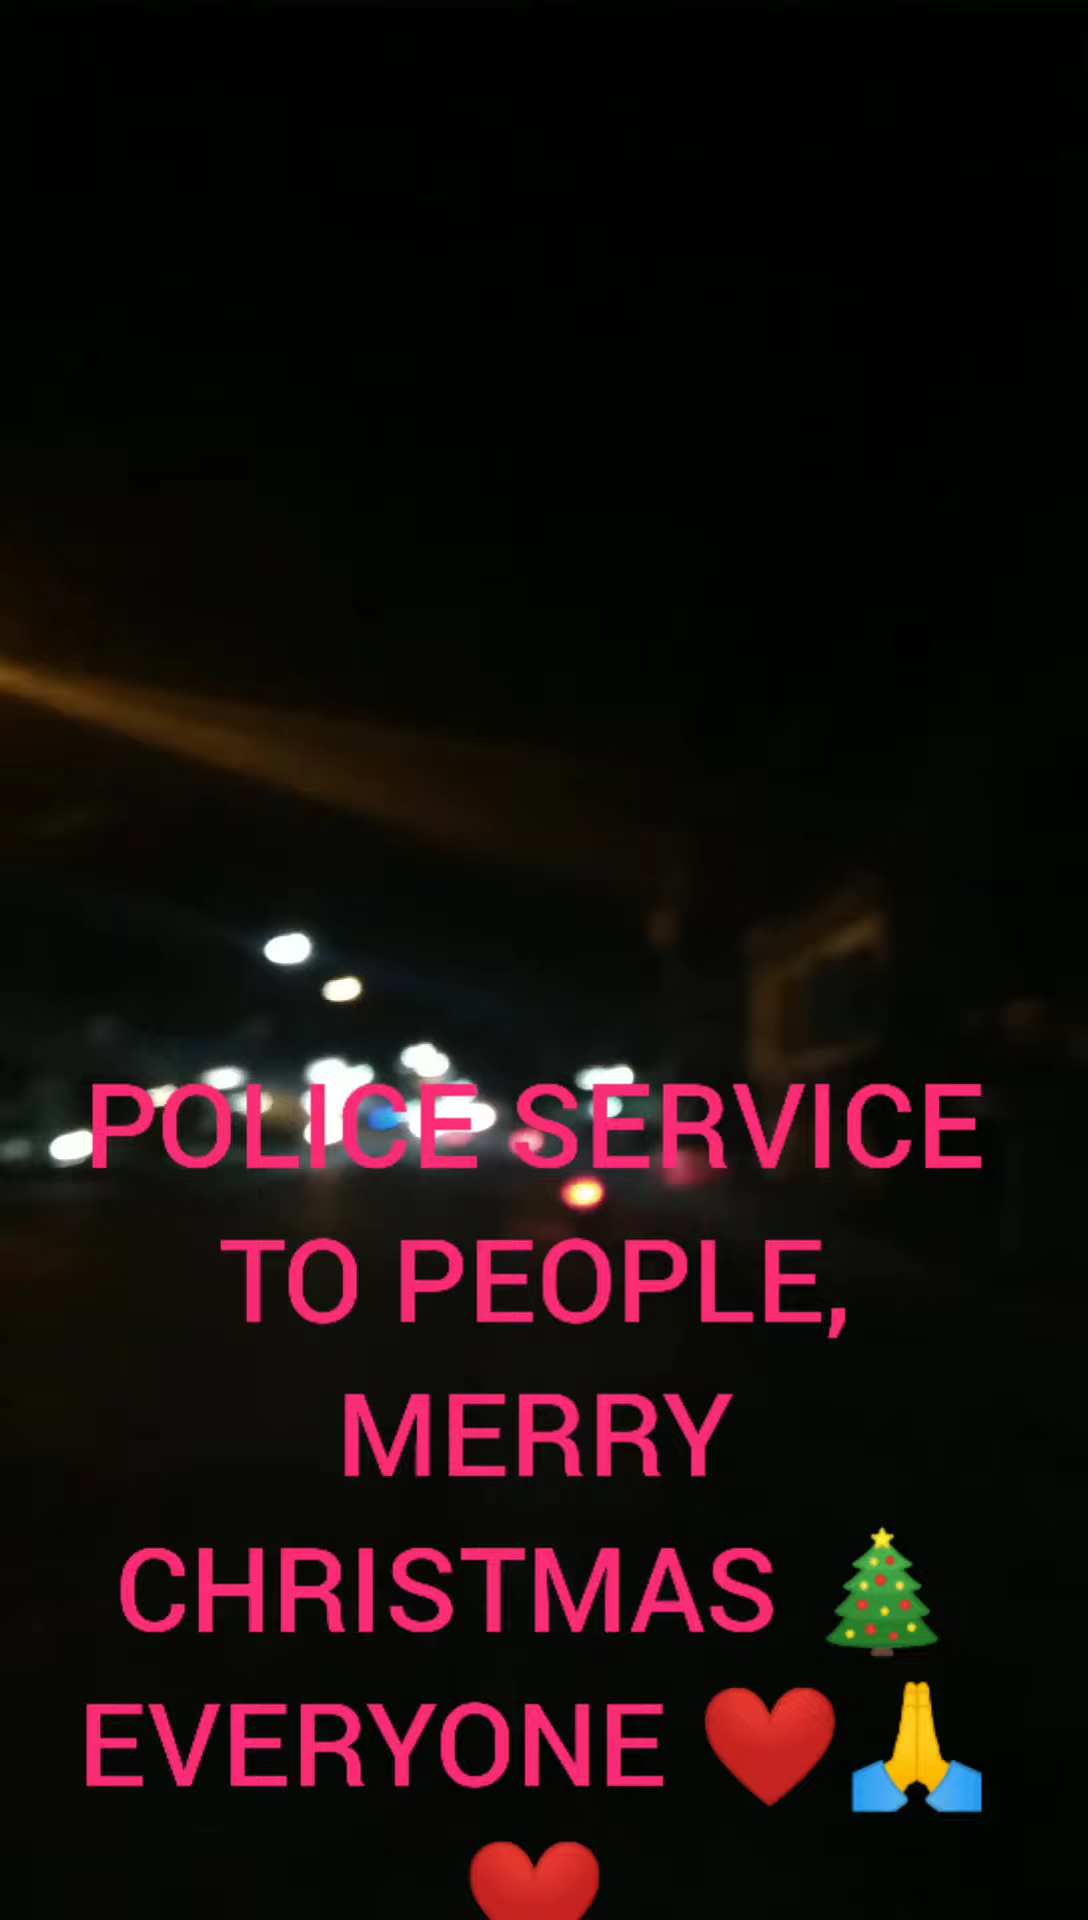 POLICE SERVICE
TO PEOPLE,
MERRY
CHRISTMAS 🎄
EVERYONE ❤️🙏
❤️